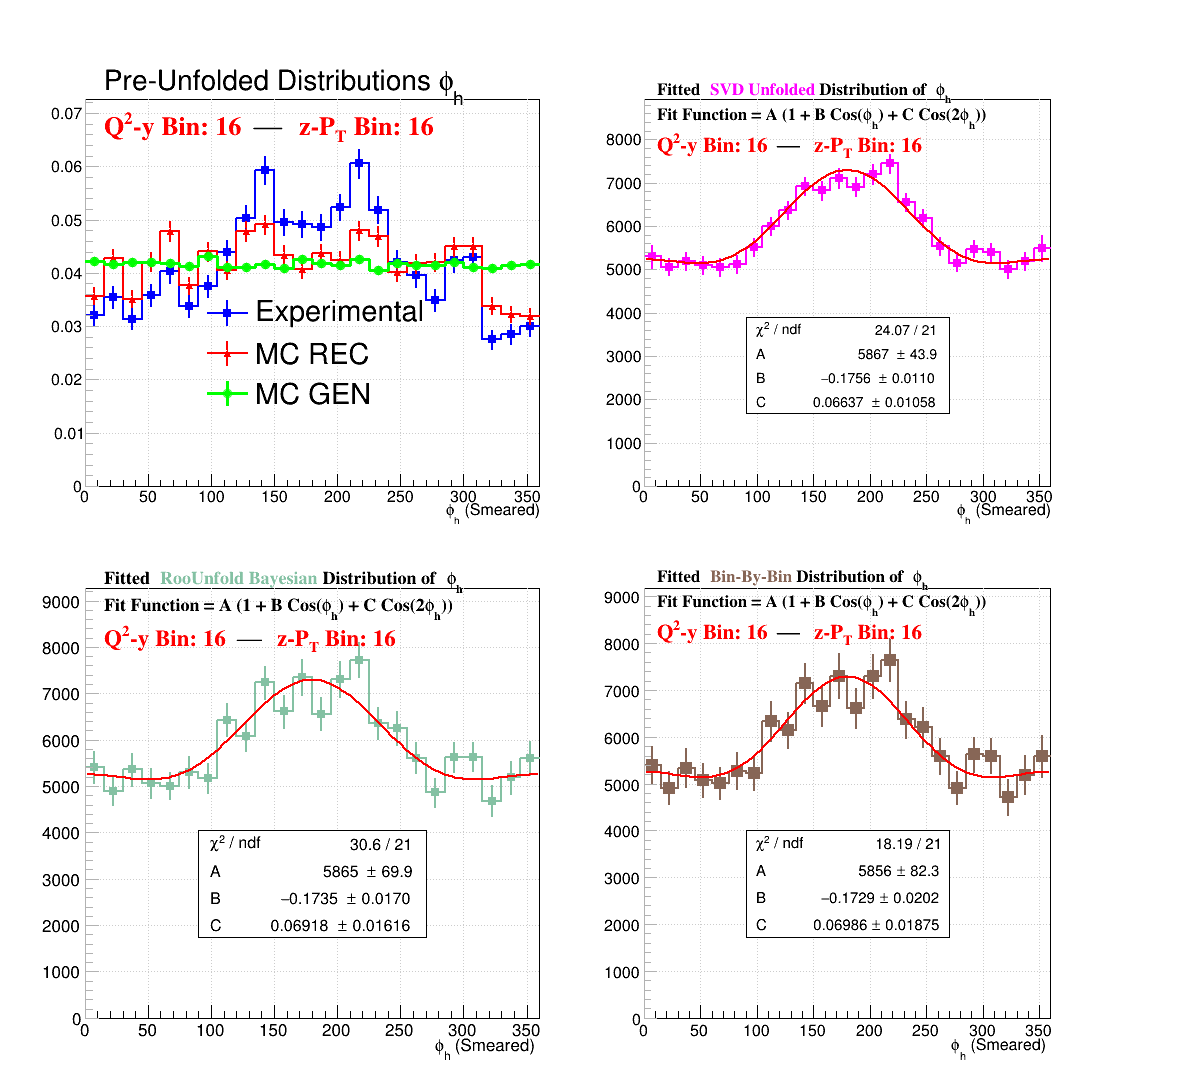 Pre-Unfolded Distributions ϕh
Q²-y Bin: 16 — z-PT Bin: 16
0.07
0.06
0.05
0.04
0.03
0.02
0.01
0
Experimental
MC REC
MC GEN
0 50 100 150 200 250 300 350
ϕh (Smeared)
Fitted SVD Unfolded Distribution of ϕh
Fit Function = A (1 + B Cos(ϕh) + C Cos(2ϕh))
Q²-y Bin: 16 — z-PT Bin: 16
8000
7000
6000
5000
4000
3000
2000
1000
0
χ² / ndf 24.07 / 21
A 5867 ± 43.9
B −0.1756 ± 0.0110
C 0.06637 ± 0.01058
0 50 100 150 200 250 300 350
ϕh (Smeared)
Fitted RooUnfold Bayesian Distribution of ϕh
Fit Function = A (1 + B Cos(ϕh) + C Cos(2ϕh))
Q²-y Bin: 16 — z-PT Bin: 16
9000
8000
7000
6000
5000
4000
3000
2000
1000
0
χ² / ndf 30.6 / 21
A 5865 ± 69.9
B −0.1735 ± 0.0170
C 0.06918 ± 0.01616
0 50 100 150 200 250 300 350
ϕh (Smeared)
Fitted Bin-By-Bin Distribution of ϕh
Fit Function = A (1 + B Cos(ϕh) + C Cos(2ϕh))
Q²-y Bin: 16 — z-PT Bin: 16
9000
8000
7000
6000
5000
4000
3000
2000
1000
0
χ² / ndf 18.19 / 21
A 5856 ± 82.3
B −0.1729 ± 0.0202
C 0.06986 ± 0.01875
0 50 100 150 200 250 300 350
ϕh (Smeared)